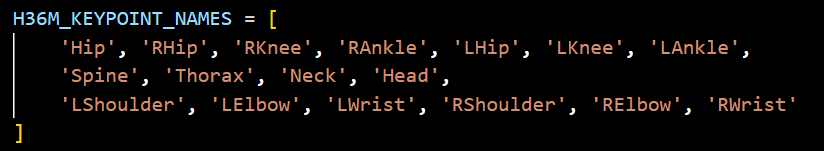 H36M_KEYPOINT_NAMES = [
    'Hip', 'RHip', 'RKnee', 'RAnkle', 'LHip', 'LKnee', 'LAnkle',
    'Spine', 'Thorax', 'Neck', 'Head',
    'LShoulder', 'LElbow', 'LWrist', 'RShoulder', 'RElbow', 'RWrist'
]